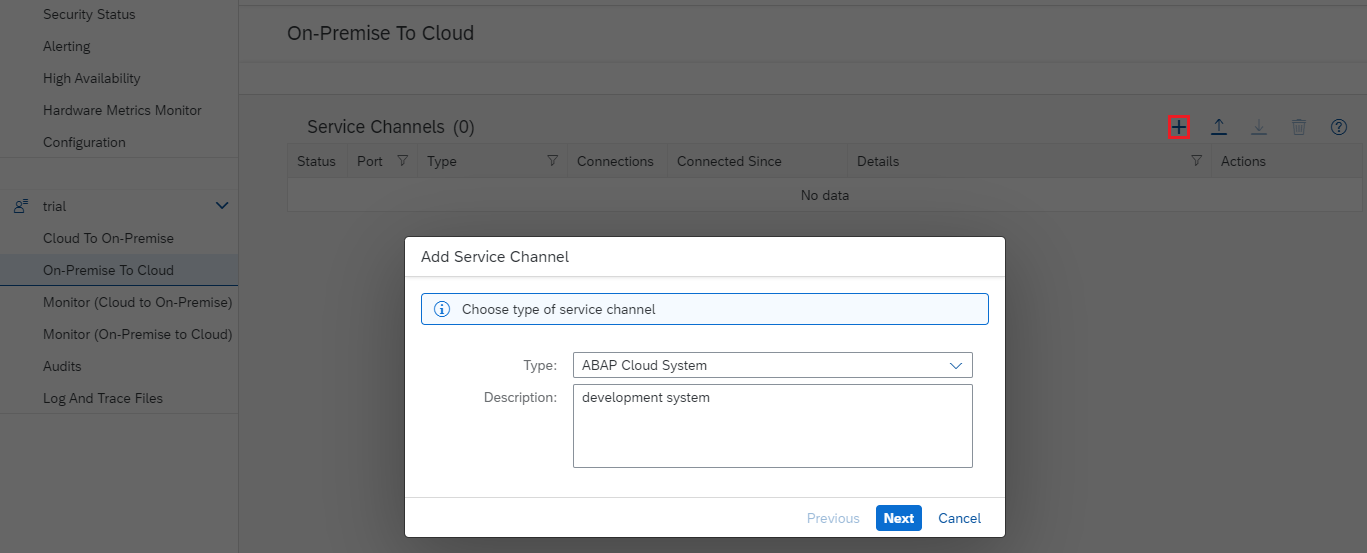 Security Status
Alerting
High Availability
Hardware Metrics Monitor
Configuration
trial
Cloud To On-Premise
On-Premise To Cloud
Monitor (Cloud to On-Premise)
Monitor (On-Premise to Cloud)
Audits
Log And Trace Files
On-Premise To Cloud
Service Channels (0)
Status Port Type Connections Connected Since Details Actions
No data
Add Service Channel
Choose type of service channel
Type: ABAP Cloud System
Description: development system
Previous Next Cancel